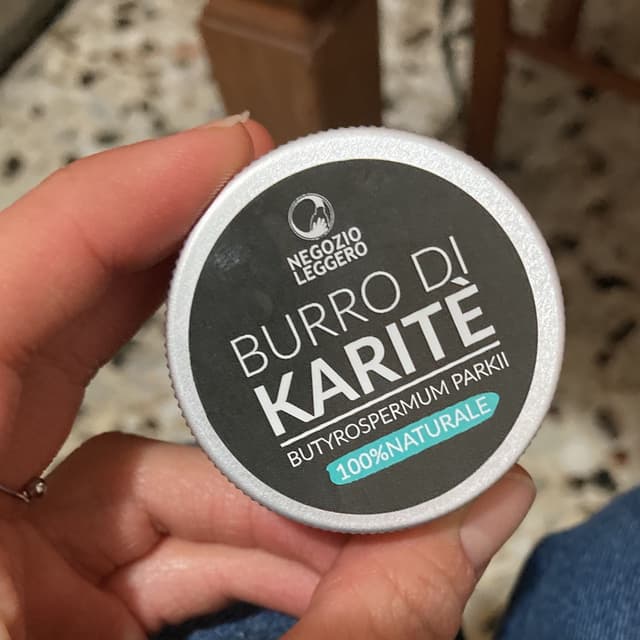 NEGOZIO
LEGGERO
BURRO DI
KARITÈ
BUTYROSPERMUM PARKII
100%NATURALE